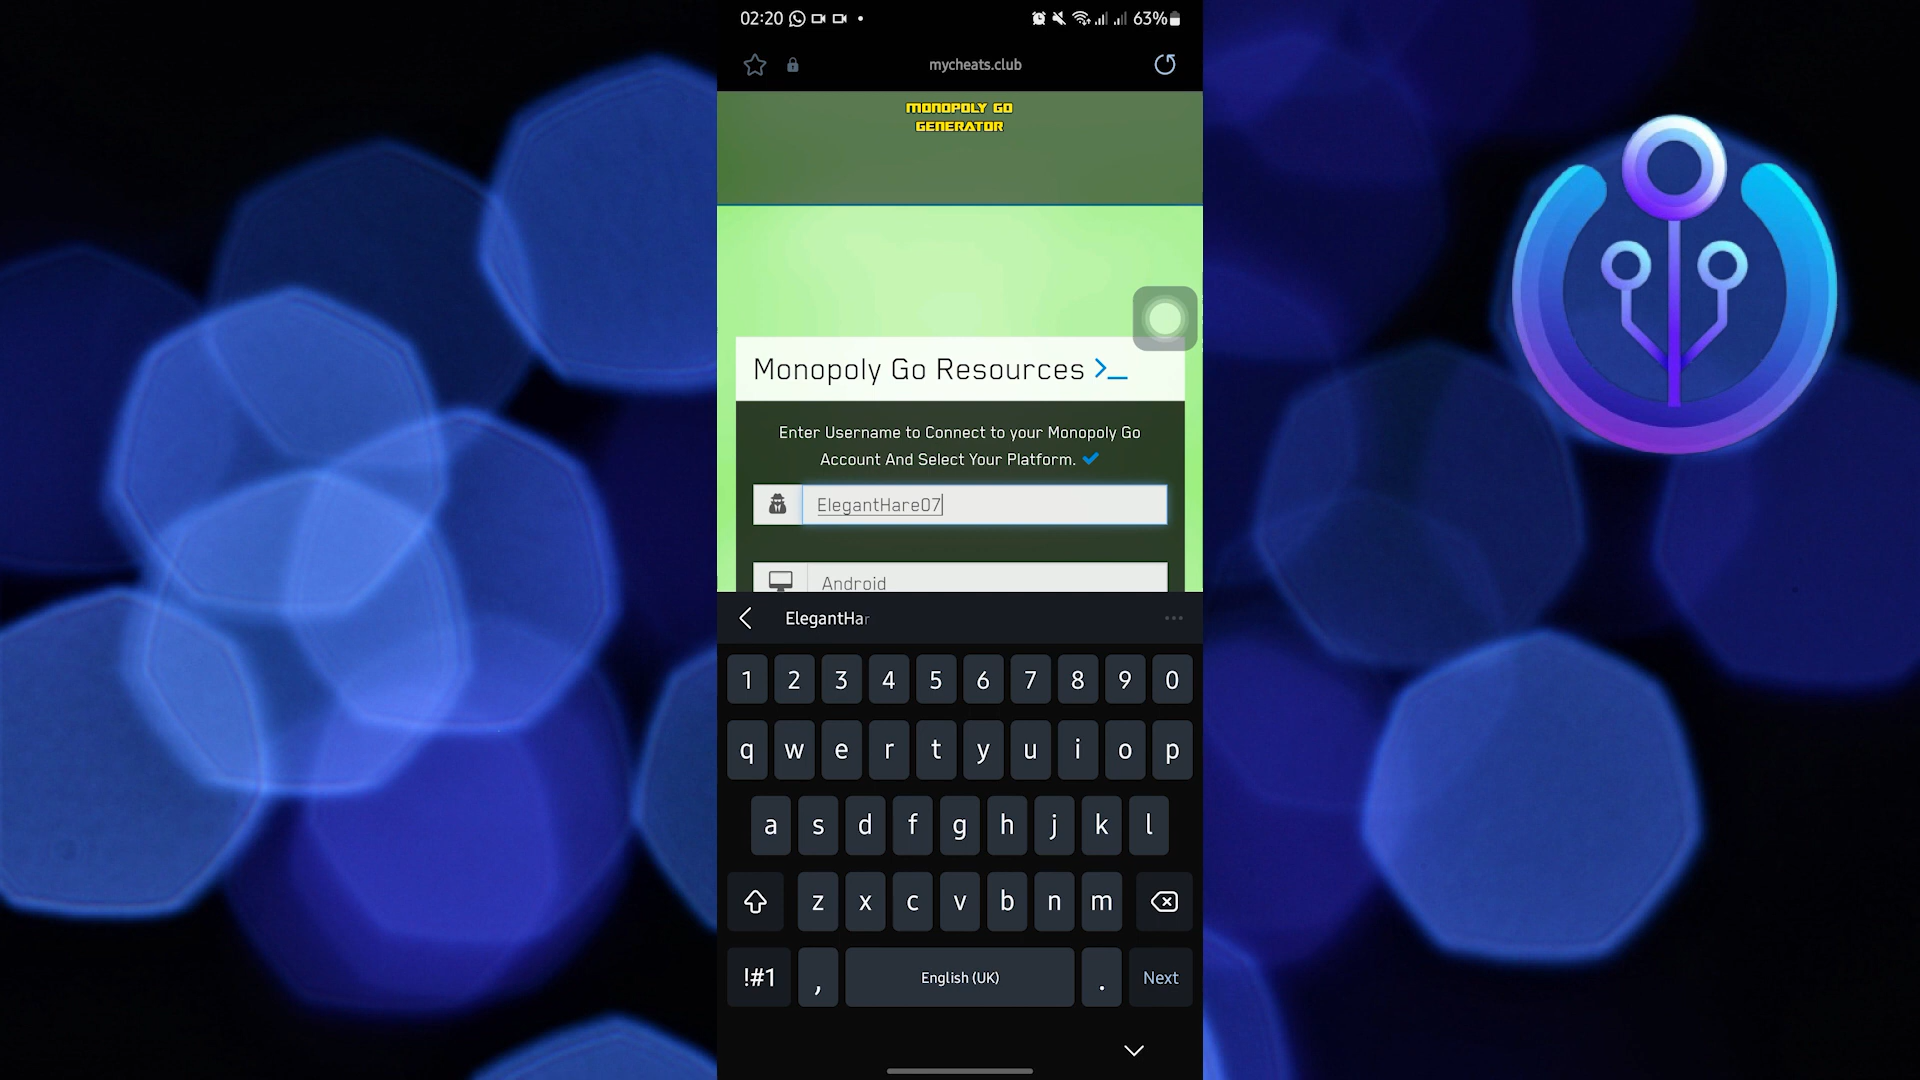 02:20 63%
mycheats.club
MONOPOLY GO
GENERATOR
Monopoly Go Resources >_
Enter Username to Connect to your Monopoly Go
Account And Select Your Platform.
ElegantHare07
Android
ElegantHar
1 2 3 4 5 6 7 8 9 0
q w e r t y u i o p
a s d f g h j k l
z x c v b n m
!#1 , English (UK) . Next